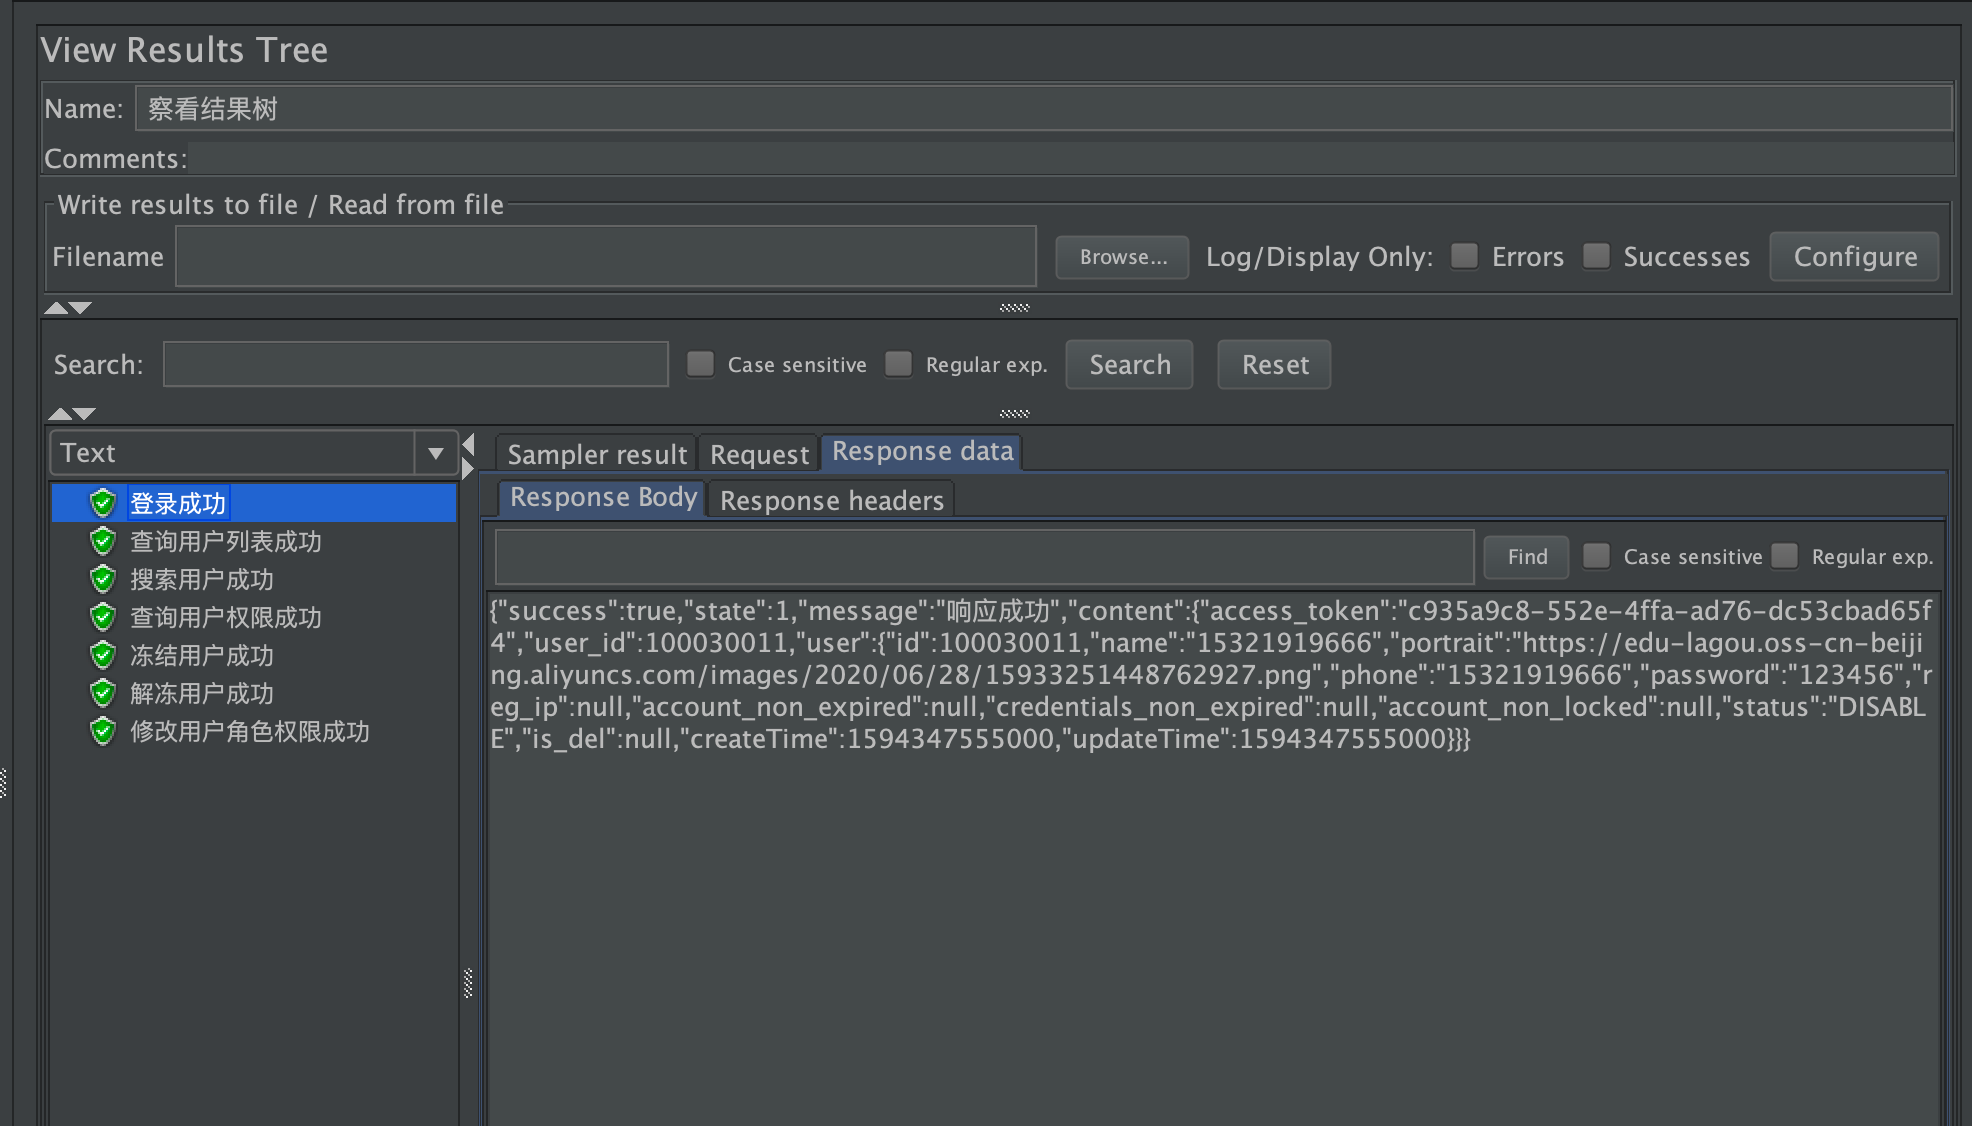 View Results Tree
Name: 察看结果树
Comments:
Write results to file / Read from file
Filename Browse... Log/Display Only: Errors Successes Configure
Search: Case sensitive Regular exp. Search Reset
Text
登录成功
查询用户列表成功
搜索用户成功
查询用户权限成功
冻结用户成功
解冻用户成功
修改用户角色权限成功
Sampler result Request Response data
Response Body Response headers
Find Case sensitive Regular exp.
{"success":true,"state":1,"message":"响应成功","content":{"access_token":"c935a9c8-552e-4ffa-ad76-dc53cbad65f
4","user_id":100030011,"user":{"id":100030011,"name":"15321919666","portrait":"https://edu-lagou.oss-cn-beiji
ng.aliyuncs.com/images/2020/06/28/15933251448762927.png","phone":"15321919666","password":"123456","r
eg_ip":null,"account_non_expired":null,"credentials_non_expired":null,"account_non_locked":null,"status":"DISABL
E","is_del":null,"createTime":1594347555000,"updateTime":1594347555000}}}